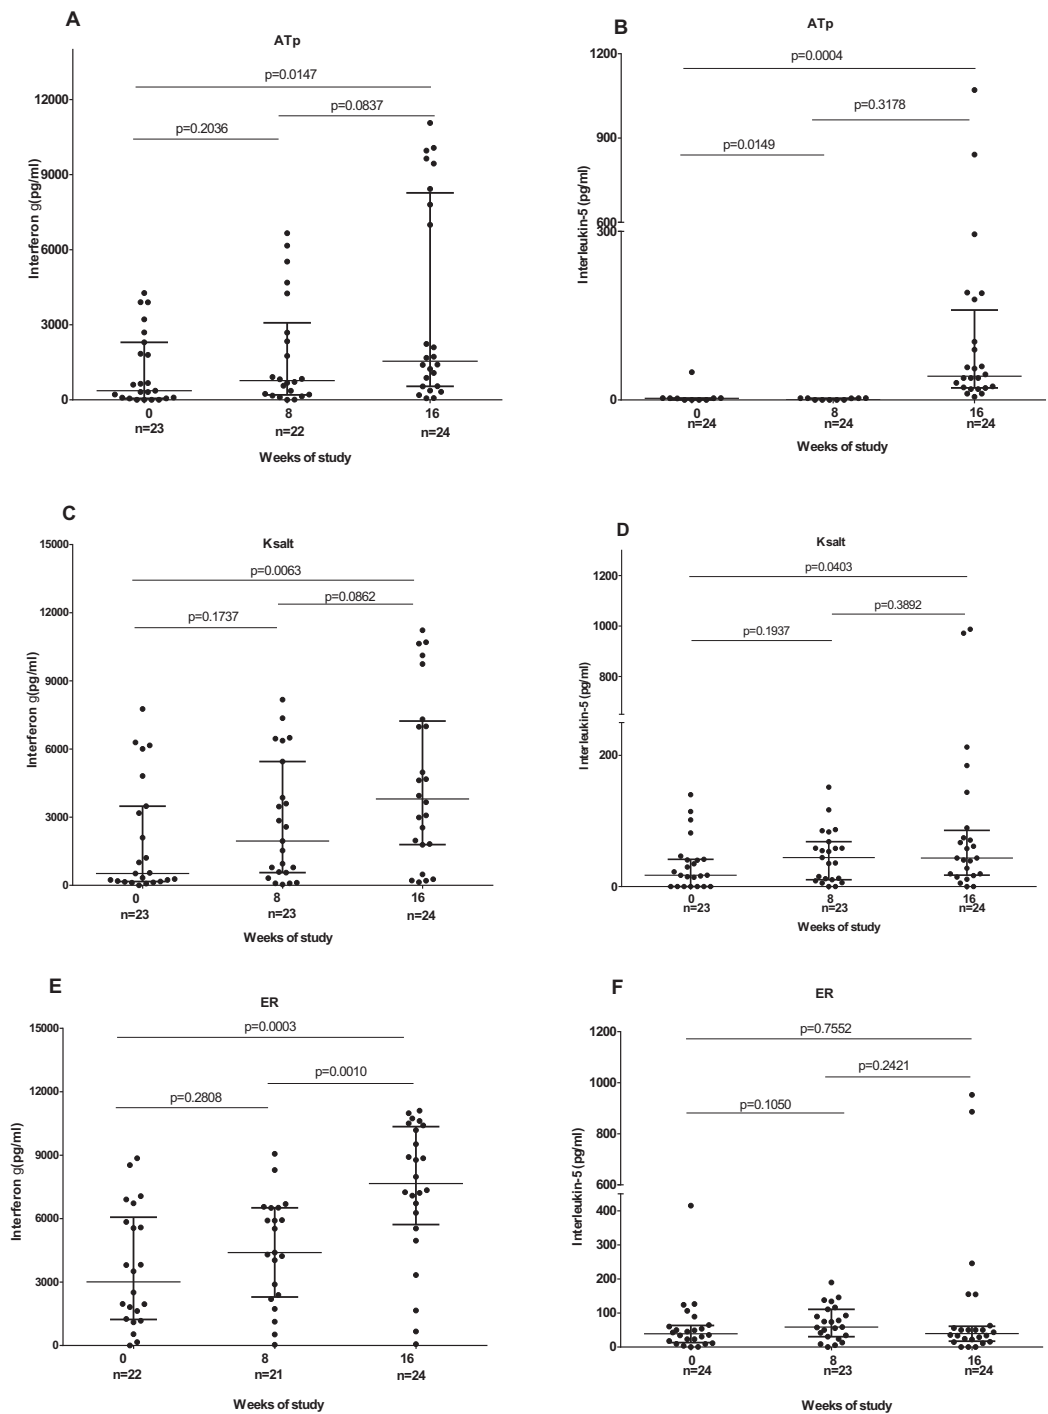 A
ATp
p=0.0147
p=0.0837
p=0.2036
12000
9000
6000
3000
0
Interferon g(pg/ml)
0
8
16
n=23
n=22
n=24
Weeks of study
B
ATp
1200
900
600
300
0
p=0.0004
p=0.3178
p=0.0149
Interleukin-5 (pg/ml)
0
8
16
n=24
n=24
n=24
Weeks of study
C
Ksalt
15000
12000
9000
6000
3000
0
p=0.0063
p=0.0862
p=0.1737
Interferon g(pg/ml)
0
8
16
n=23
n=23
n=24
Weeks of study
D
Ksalt
1200
1000
800
200
0
p=0.0403
p=0.3892
p=0.1937
Interleukin-5 (pg/ml)
0
8
16
n=23
n=23
n=24
Weeks of study
E
ER
15000
12000
9000
6000
3000
0
p=0.0003
p=0.0010
p=0.2808
Interferon g(pg/ml)
0
8
16
n=22
n=21
n=24
Weeks of study
F
ER
1200
1000
800
600
400
300
200
100
0
p=0.7552
p=0.2421
p=0.1050
Interleukin-5 (pg/ml)
0
8
16
n=24
n=23
n=24
Weeks of study